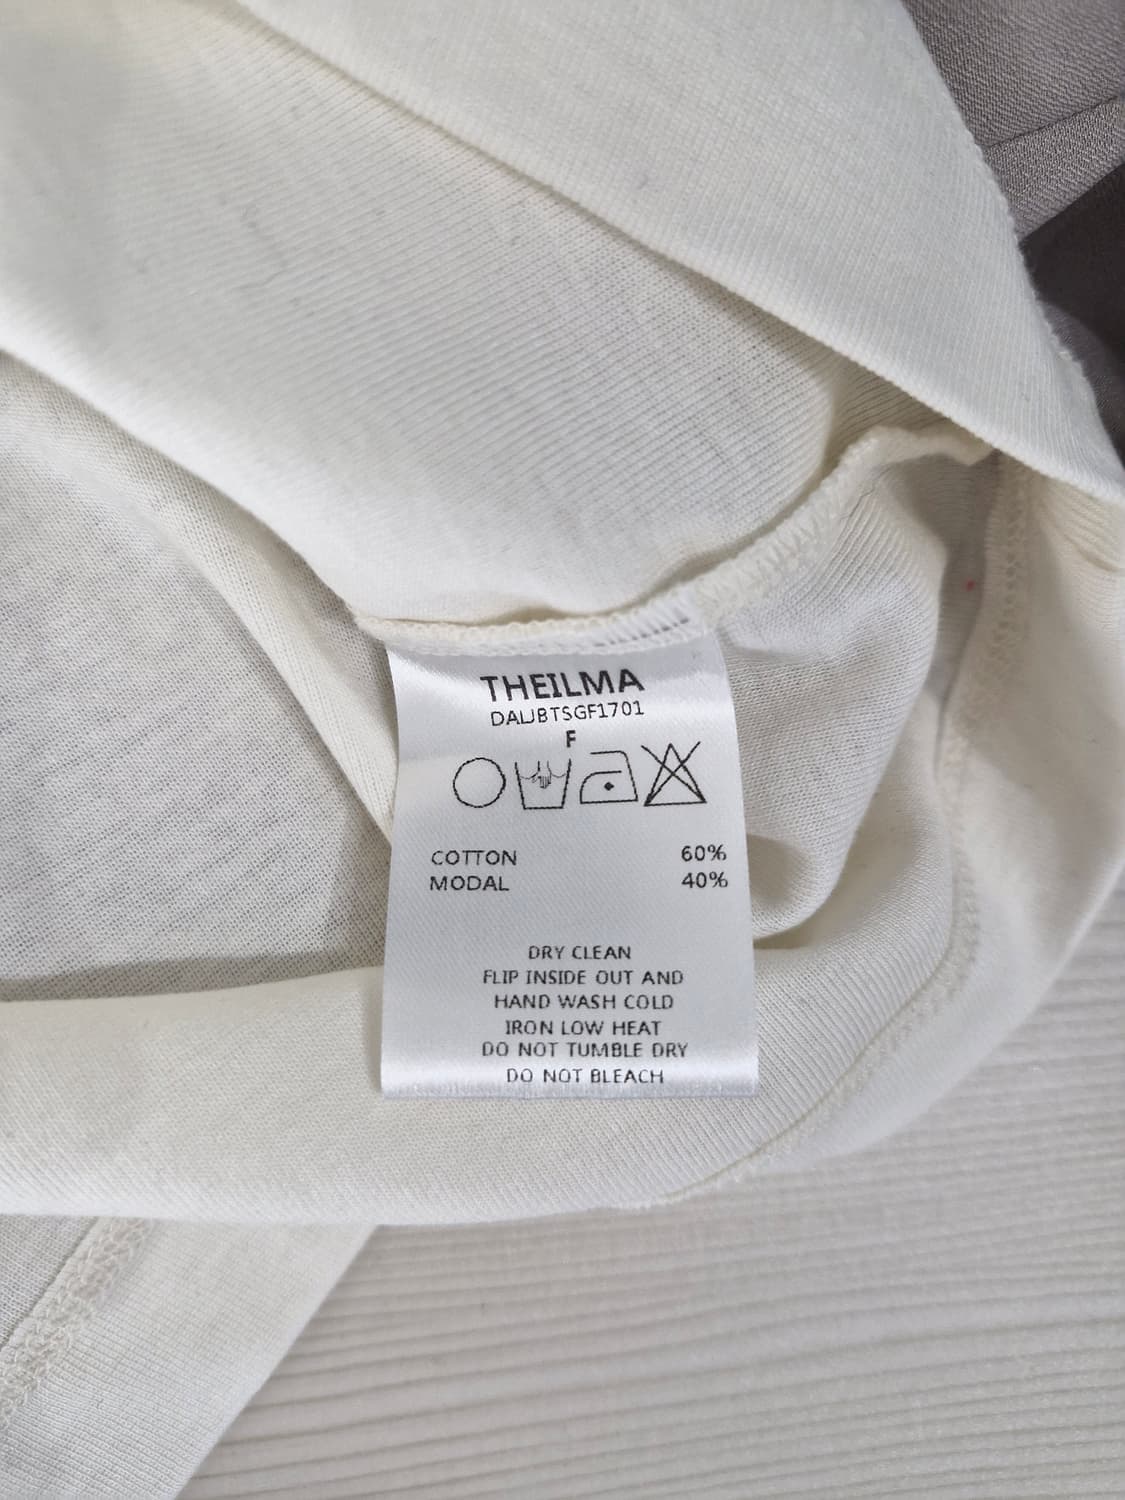 THEILMA
DALJBTSGF1701
F
COTTON 60%
MODAL 40%
DRY CLEAN
FLIP INSIDE OUT AND
HAND WASH COLD
IRON LOW HEAT
DO NOT TUMBLE DRY
DO NOT BLEACH